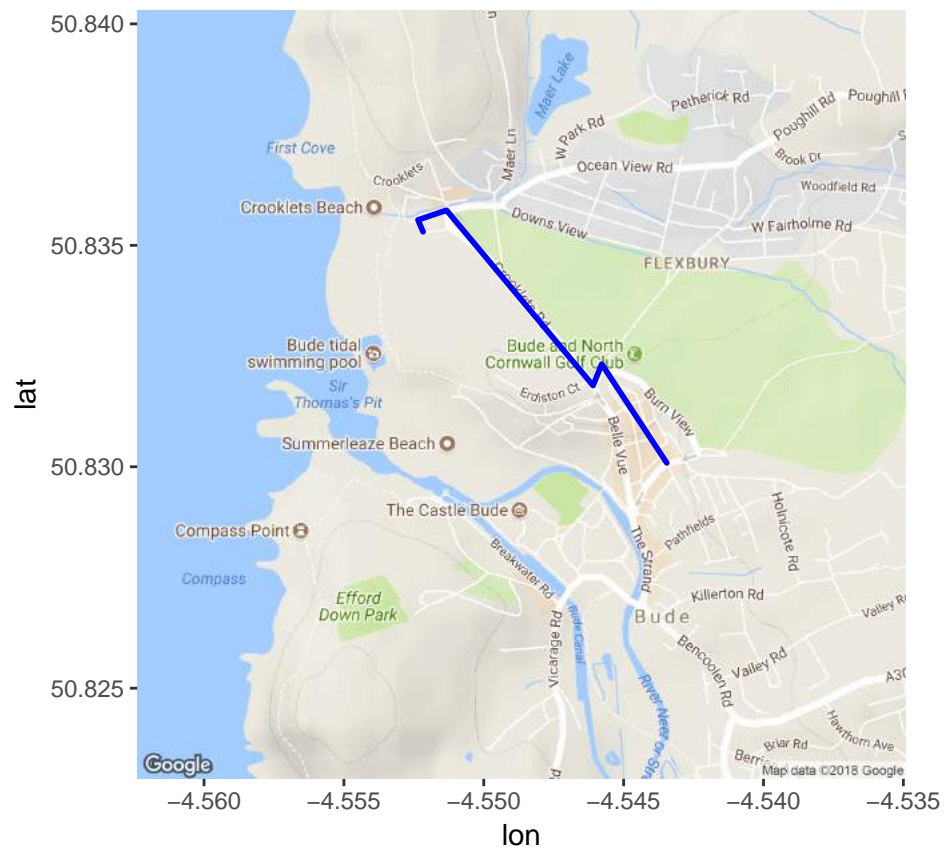 50.840
50.835
50.830
50.825
lat
Maer Lake
Petherick Rd
Poughill Rd
Poughill
W Park Rd
First Cove
Maer Ln
Ocean View Rd
Brook Dr
Crooklets
Woodfield Rd
Crooklets Beach
Downs View
W Fairholme Rd
FLEXBURY
Crooklets Rd
Bude tidal
swimming pool
Bude and North
Cornwall Golf Club
Sir
Thomas's Pit
Erdiston Ct
Burn View
Belle Vue
Summerleaze Beach
The Castle Bude
Holnicote Rd
Compass Point
Pathfields
The Strand
Breakwater Rd
Compass
Efford
Down Park
Killerton Rd
Valley R
Bude Canal
Bude
Vicarage Rd
Bencoolen Rd
Valley Rd
A30
River Neet or Stra
Hawthorn Ave
Briar Rd
Berri
Google
Map data ©2018 Google
−4.560
−4.555
−4.550
−4.545
−4.540
−4.535
lon